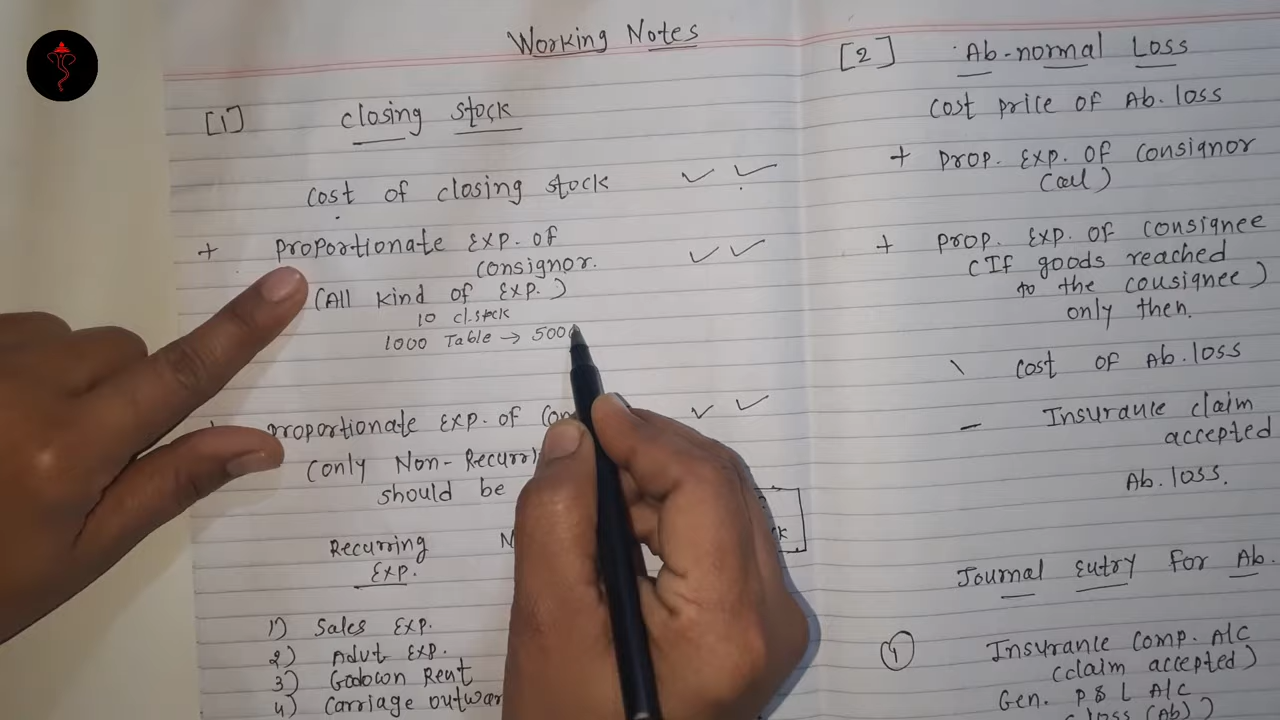 Working Notes
[1] Closing Stock
Cost of closing stock
+ proportionate Exp. of
Consignor.
(All kind of Exp.)
10 cl.stock
1000 Table → 500
proportionate Exp. of
(only Non-Recurri
should be
Recurring
Exp.
1) Sales Exp.
2) Advt Exp.
3) Godown Rent
4) Carriage outwar
[2] Ab-normal Loss
Cost price of Ab. loss
+ prop. Exp. of Consignor
(all)
+ prop. Exp. of consignee
(If goods reached
to the consignee)
only then.
\ Cost of Ab. loss
- Insurance claim
accepted
Ab. loss.
Journal Entry for Ab.
1 Insurance Comp. A/c
(claim accepted)
Gen. P & L A/c
loss (Ab))